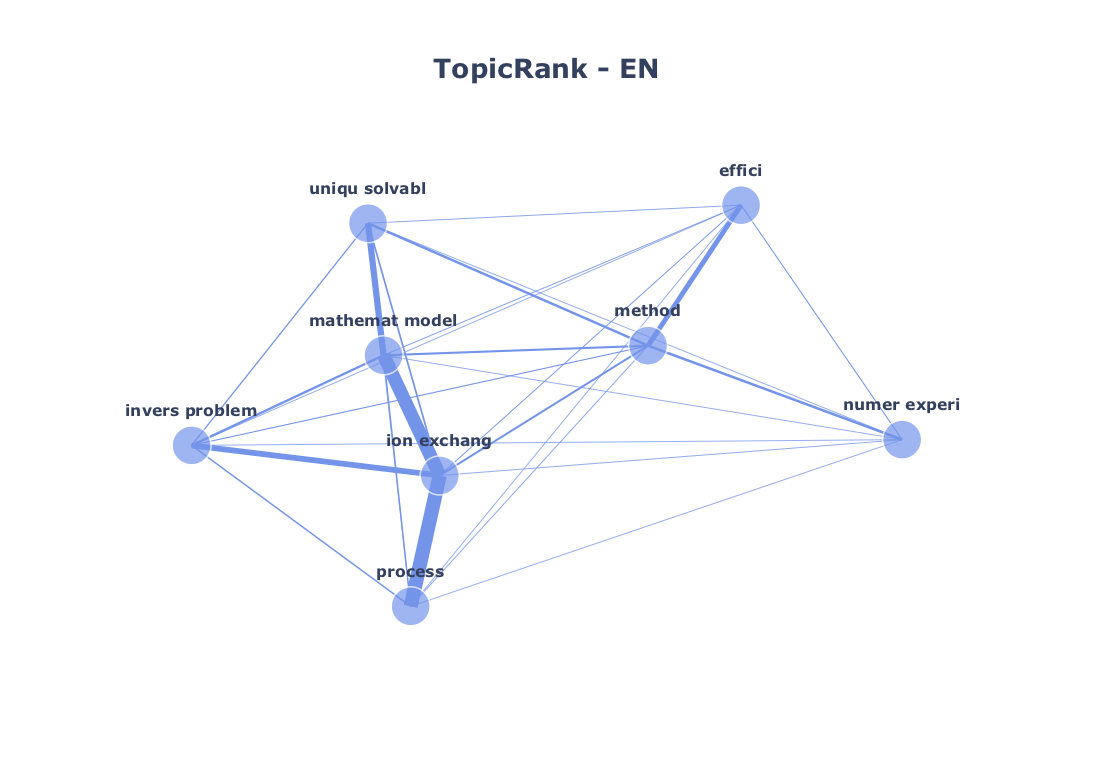 TopicRank - EN
effici
uniqu solvabl
method
mathemat model
numer experi
invers problem
ion exchang
process